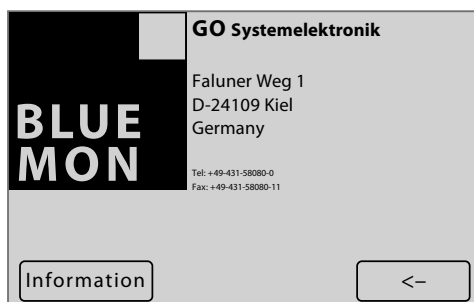 BLUE
MON
GO Systemelektronik
Faluner Weg 1
D-24109 Kiel
Germany
Tel: +49-431-58080-0
Fax: +49-431-58080-11
Information
<–